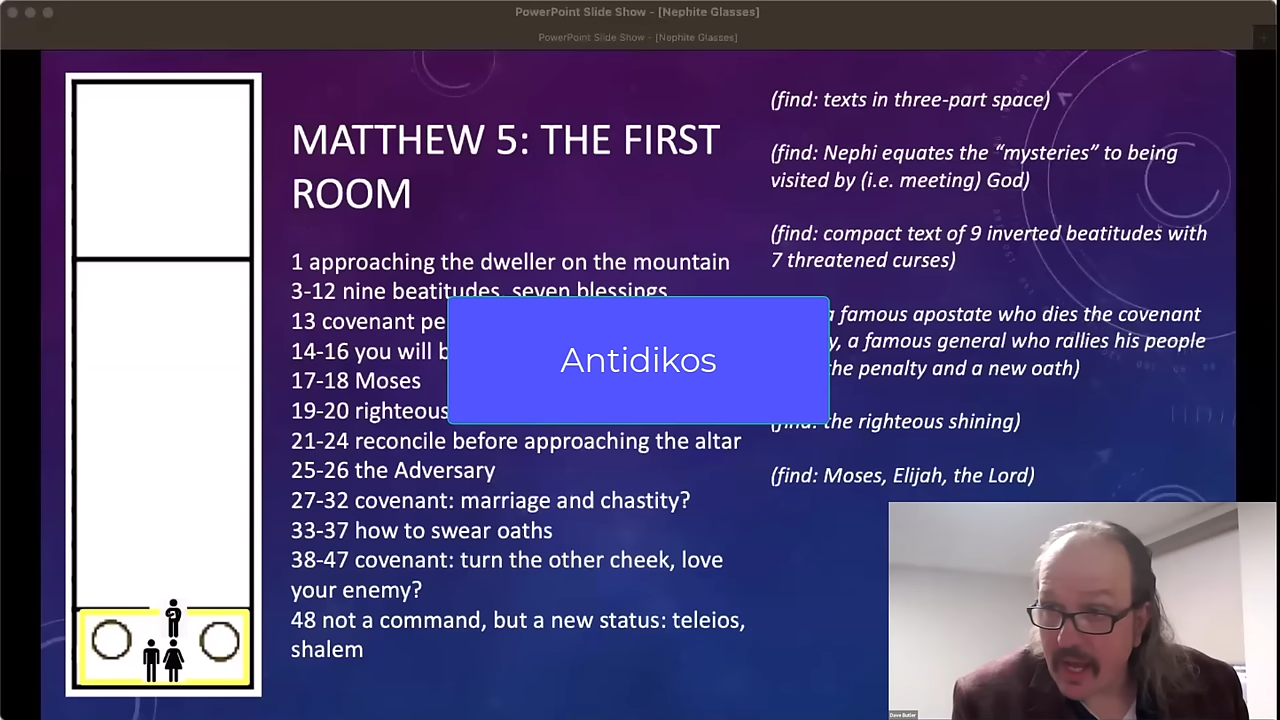 PowerPoint Slide Show - [Nephite Glasses]
PowerPoint Slide Show - [Nephite Glasses]
MATTHEW 5: THE FIRST
ROOM
1 approaching the dweller on the mountain
3-12 nine beatitudes, seven blessings
13 covenant pe
14-16 you will b
17-18 Moses
19-20 righteous
21-24 reconcile before approaching the altar
25-26 the Adversary
27-32 covenant: marriage and chastity?
33-37 how to swear oaths
38-47 covenant: turn the other cheek, love
your enemy?
48 not a command, but a new status: teleios,
shalem
Antidikos
(find: texts in three-part space)
(find: Nephi equates the “mysteries” to being
visited by (i.e. meeting) God)
(find: compact text of 9 inverted beatitudes with
7 threatened curses)
a famous apostate who dies the covenant
y, a famous general who rallies his people
the penalty and a new oath)
(find: the righteous shining)
(find: Moses, Elijah, the Lord)
Dave Butler